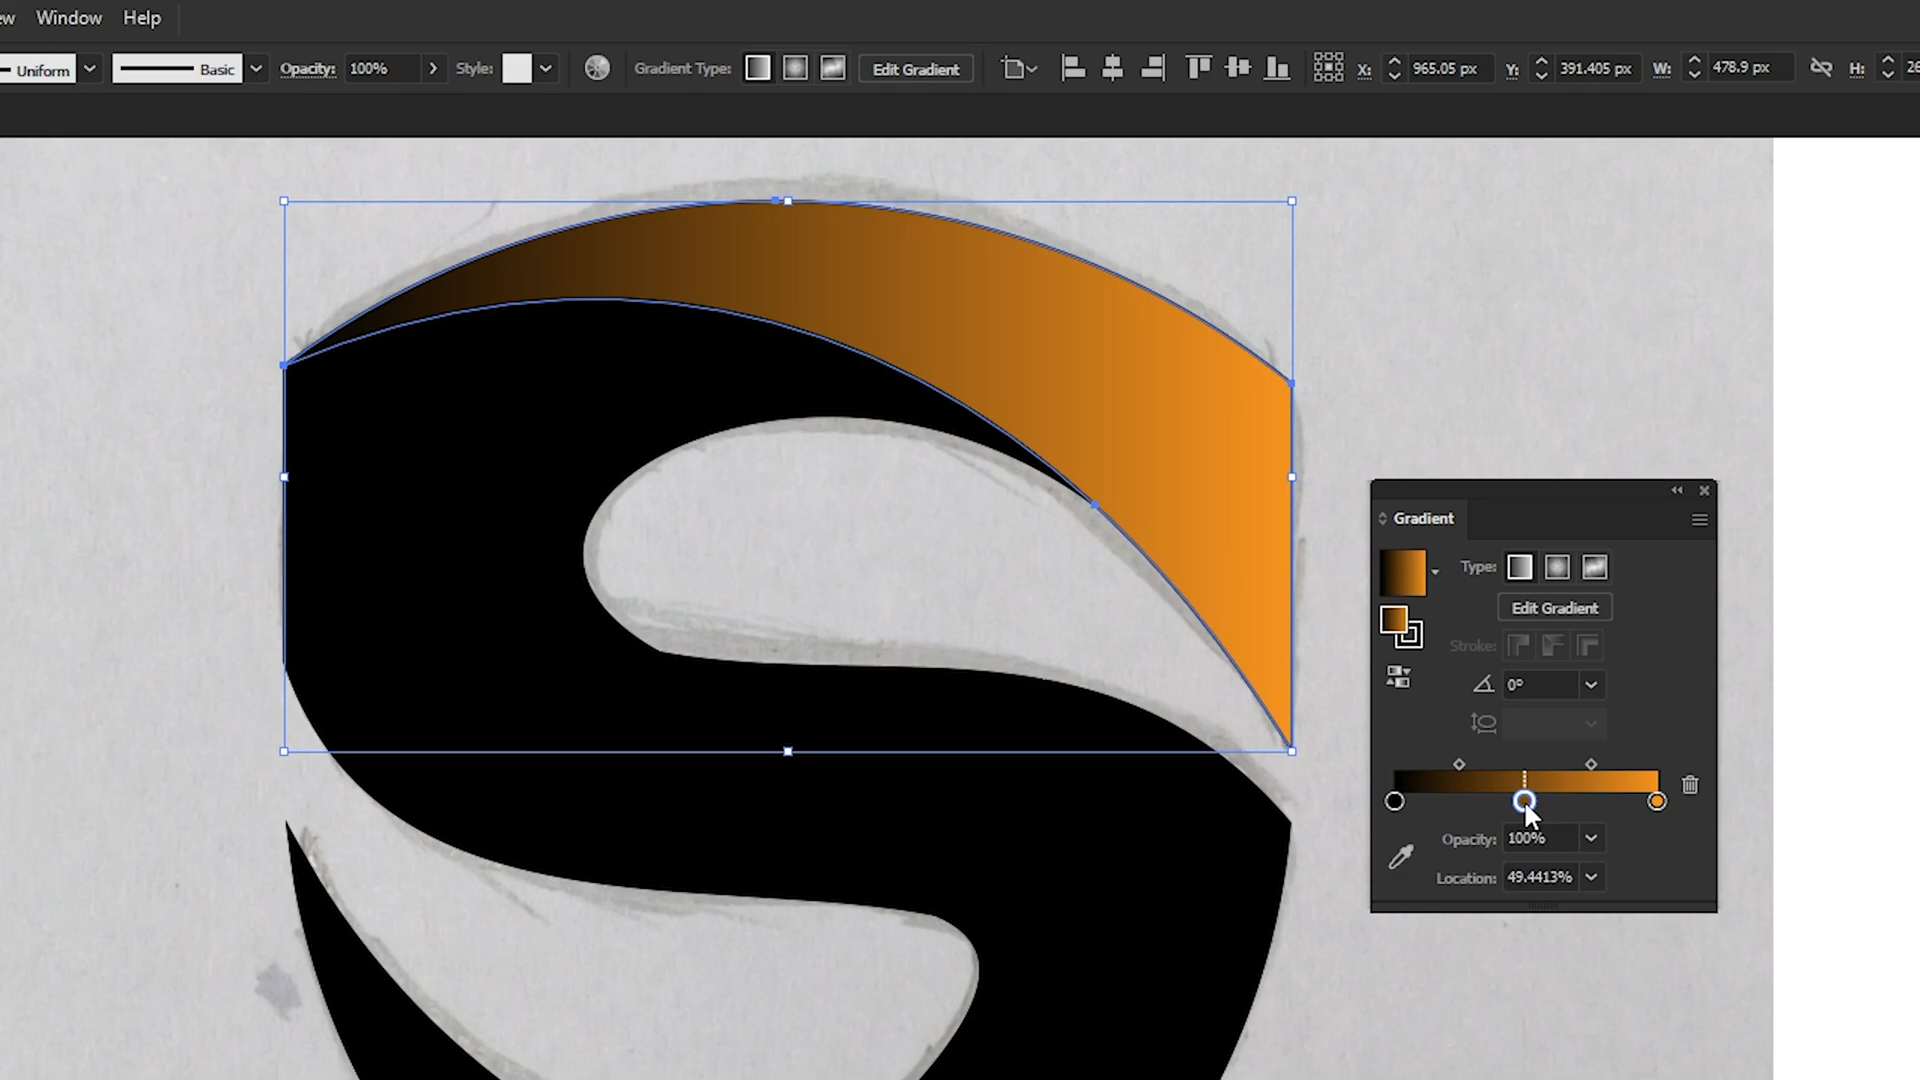 ew Window Help
Uniform Basic Opacity: 100% Style: Gradient Type: Edit Gradient X: 965.05 px Y: 391.405 px W: 478.9 px H: 26
Gradient
Type:
Edit Gradient
Stroke:
0°
Opacity: 100%
Location: 49.4413%